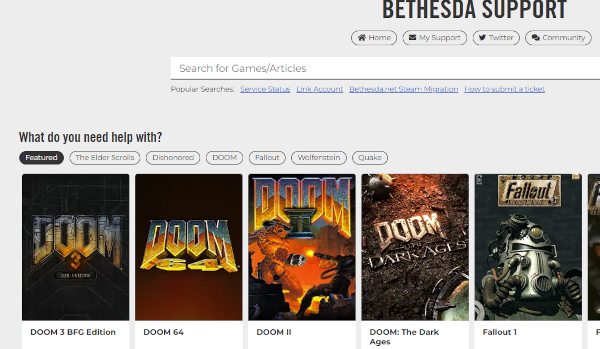 BETHESDA SUPPORT
Home My Support Twitter Community
Search for Games/Articles
Popular Searches: Service Status Link Account Bethesda.net Steam Migration How to submit a ticket
What do you need help with?
Featured The Elder Scrolls Dishonored DOOM Fallout Wolfenstein Quake
DOOM 3 BFG EDITION
DOOM 64
DOOM II
DOOM THE DARK AGES
Fallout
DOOM 3 BFG Edition
DOOM 64
DOOM II
DOOM: The Dark Ages
Fallout 1
F